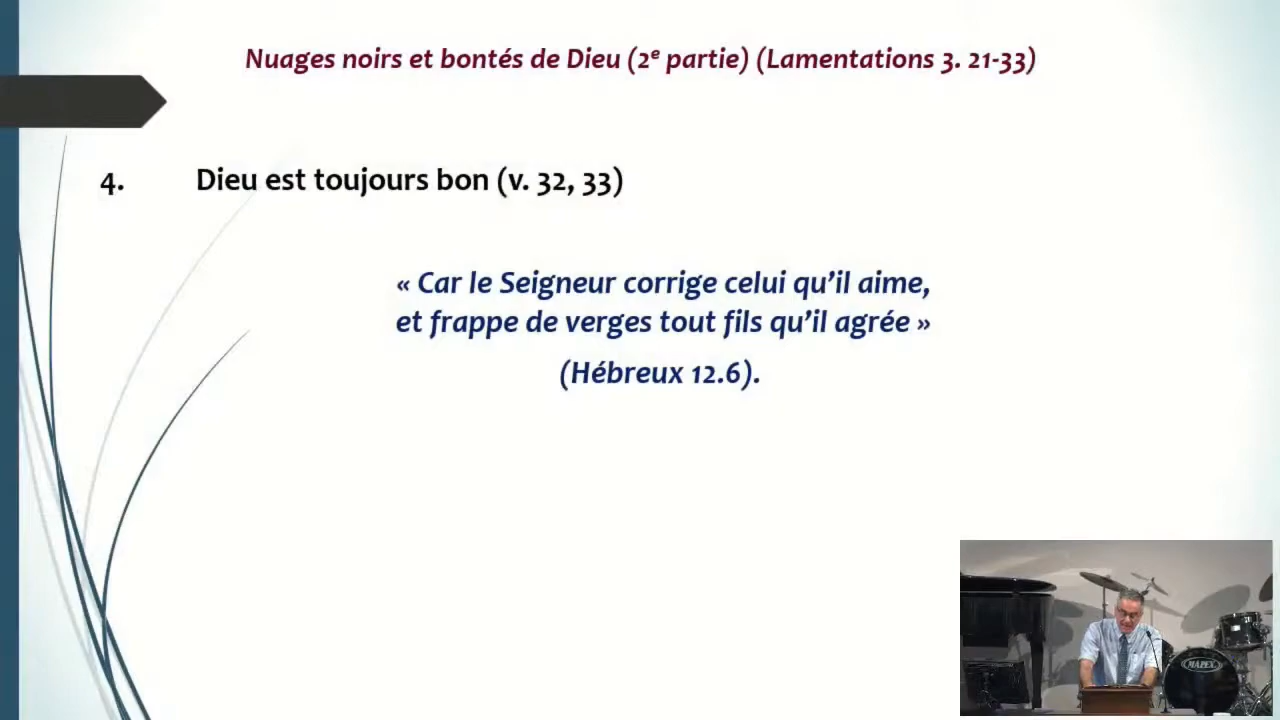 Nuages noirs et bontés de Dieu (2ᵉ partie) (Lamentations 3. 21-33)
4. Dieu est toujours bon (v. 32, 33)
« Car le Seigneur corrige celui qu’il aime,
et frappe de verges tout fils qu’il agrée »
(Hébreux 12.6).
MAPEX